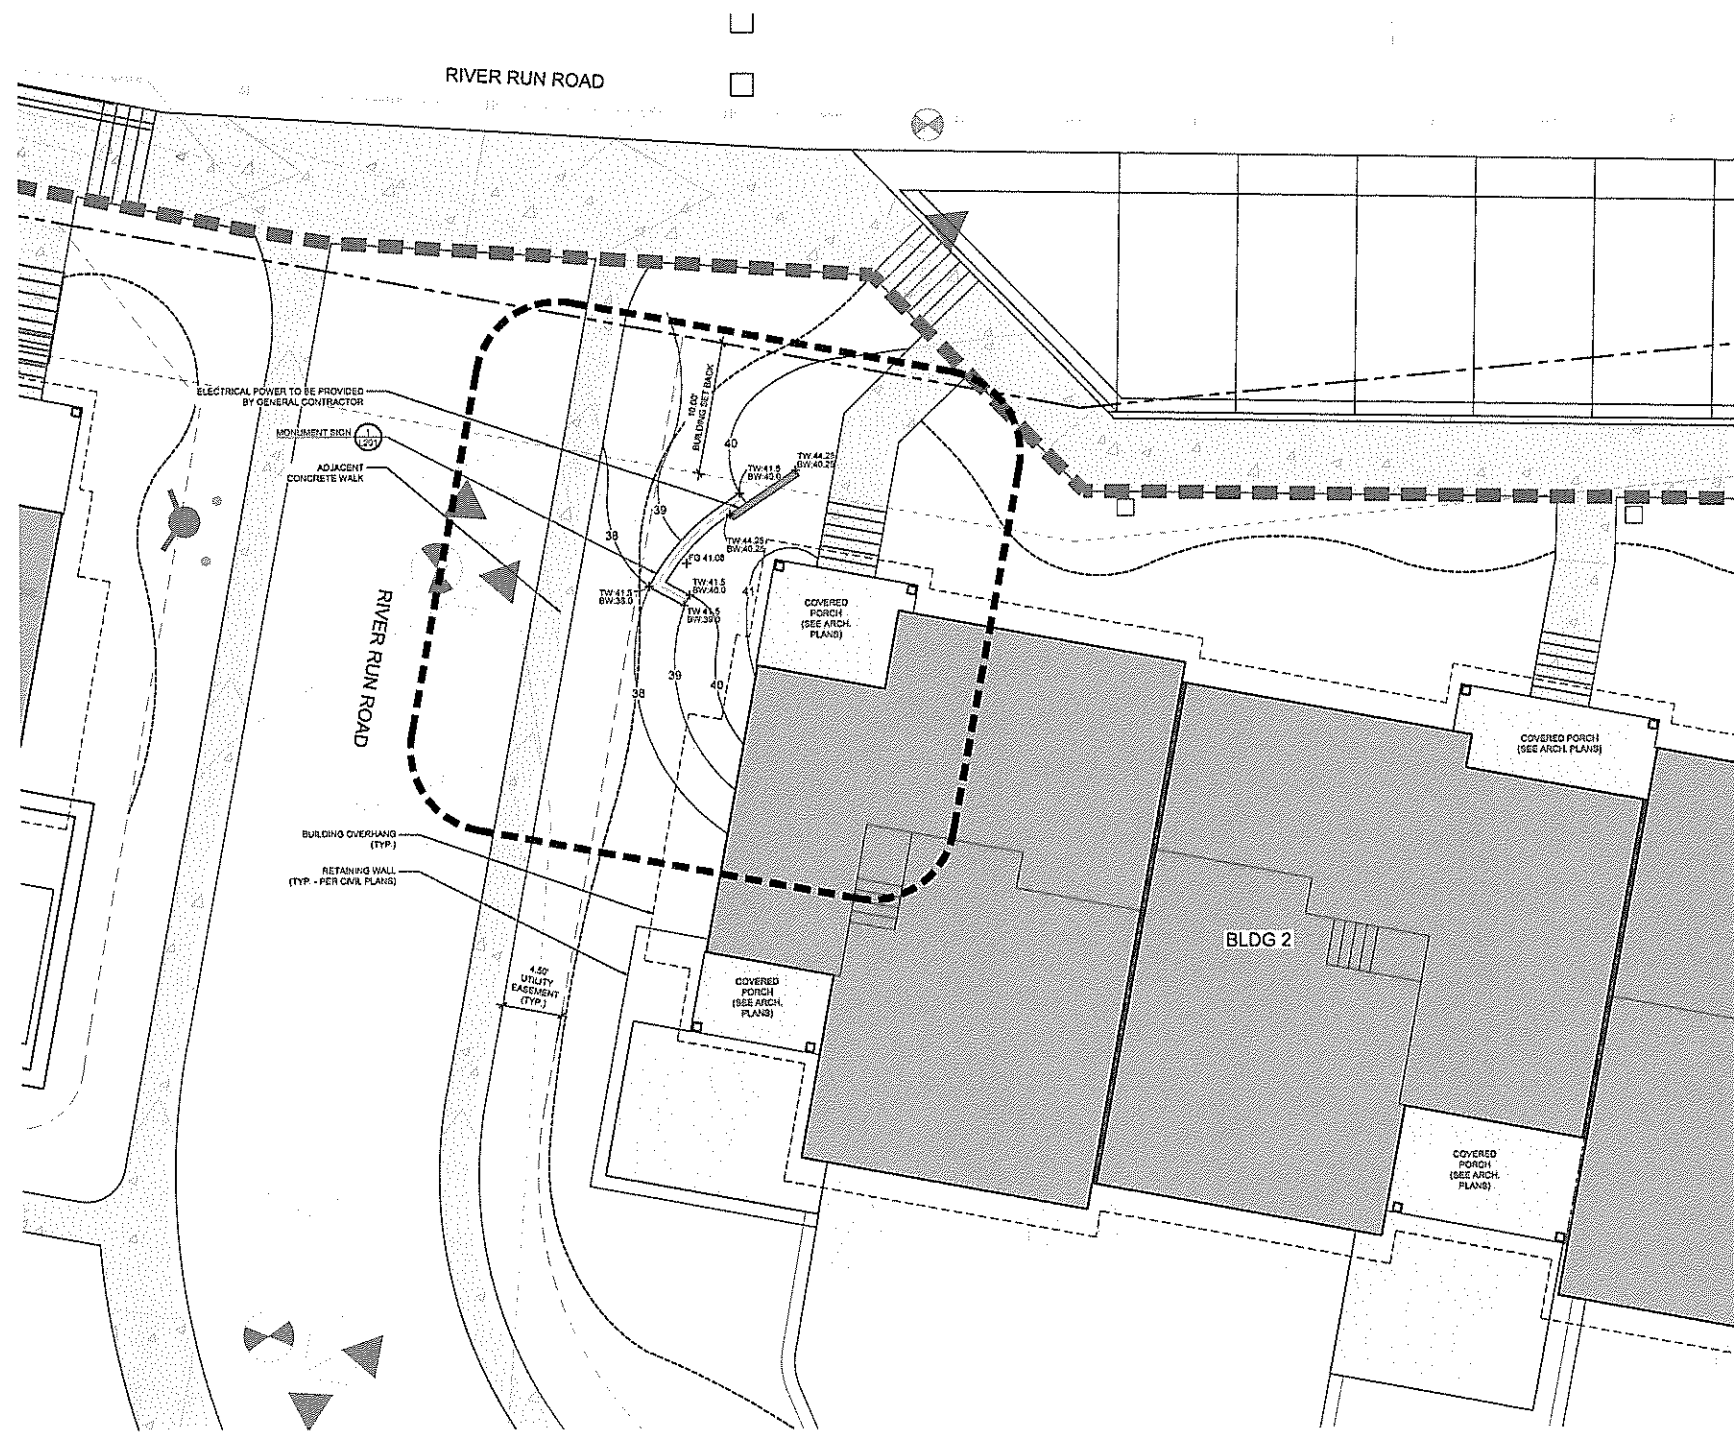 RIVER RUN ROAD
ELECTRICAL POWER TO BE PROVIDED
BY GENERAL CONTRACTOR
MONUMENT SIGN
1
L201
ADJACENT
CONCRETE WALK
10.00'
BUILDING SET BACK
40
39
38
TW:44.25
BW:40.25
TW:41.5
BW:40.0
TW:44.25
BW:40.25
FG 41.08
TW:41.5
BW:38.0
TW:41.5
BW:40.0
TW:41.5
41
38
39
40
RIVER RUN ROAD
COVERED
PORCH
(SEE ARCH.
PLANS)
COVERED PORCH
(SEE ARCH. PLANS)
BUILDING OVERHANG
(TYP.)
RETAINING WALL
(TYP. - PER CIVIL PLANS)
BLDG 2
4.50'
UTILITY
EASEMENT
(TYP.)
COVERED
PORCH
(SEE ARCH.
PLANS)
COVERED
PORCH
(SEE ARCH.
PLANS)